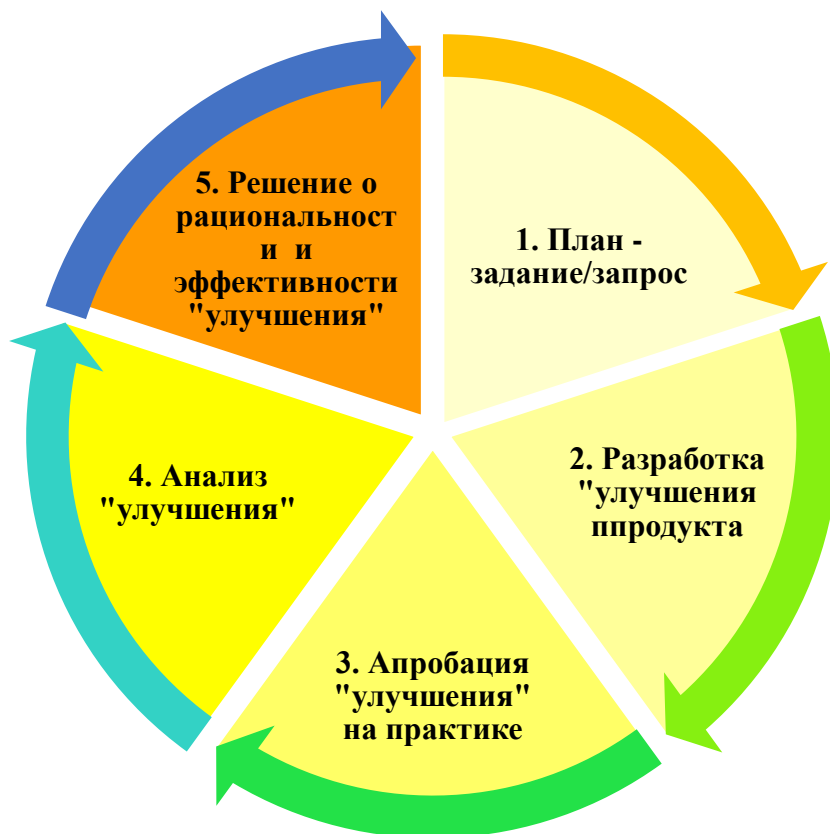 1. План -
задание/запрос
2. Разработка
"улучшения
ппродукта
3. Апробация
"улучшения"
на практике
4. Анализ
"улучшения"
5. Решение о
рациональност
и и
эффективности
"улучшения"